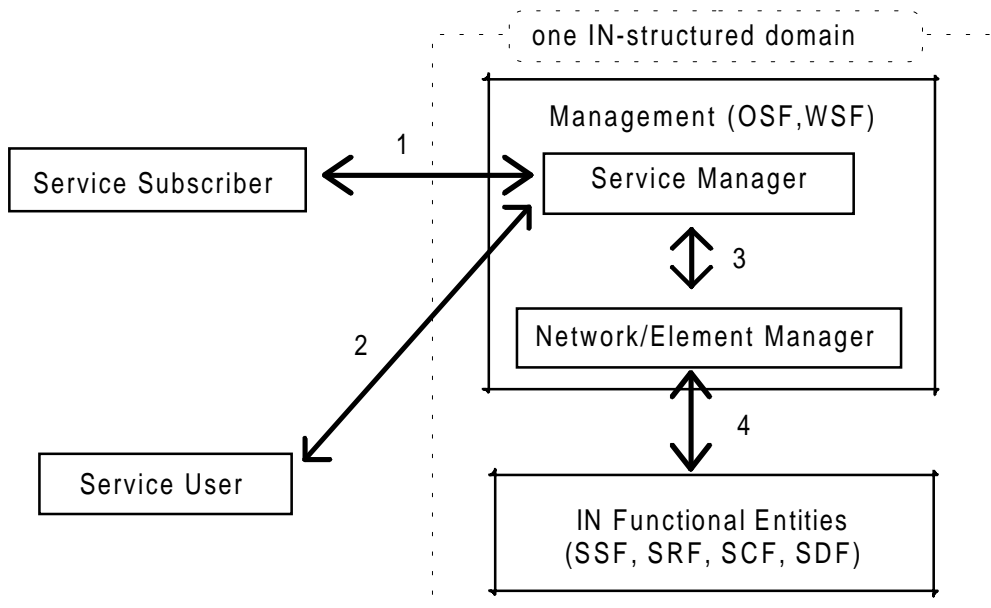 one IN-structured domain
Management (OSF,WSF)
1
Service Manager
Service Subscriber
3
2
Network/Element Manager
4
Service User
IN Functional Entities
(SSF, SRF, SCF, SDF)